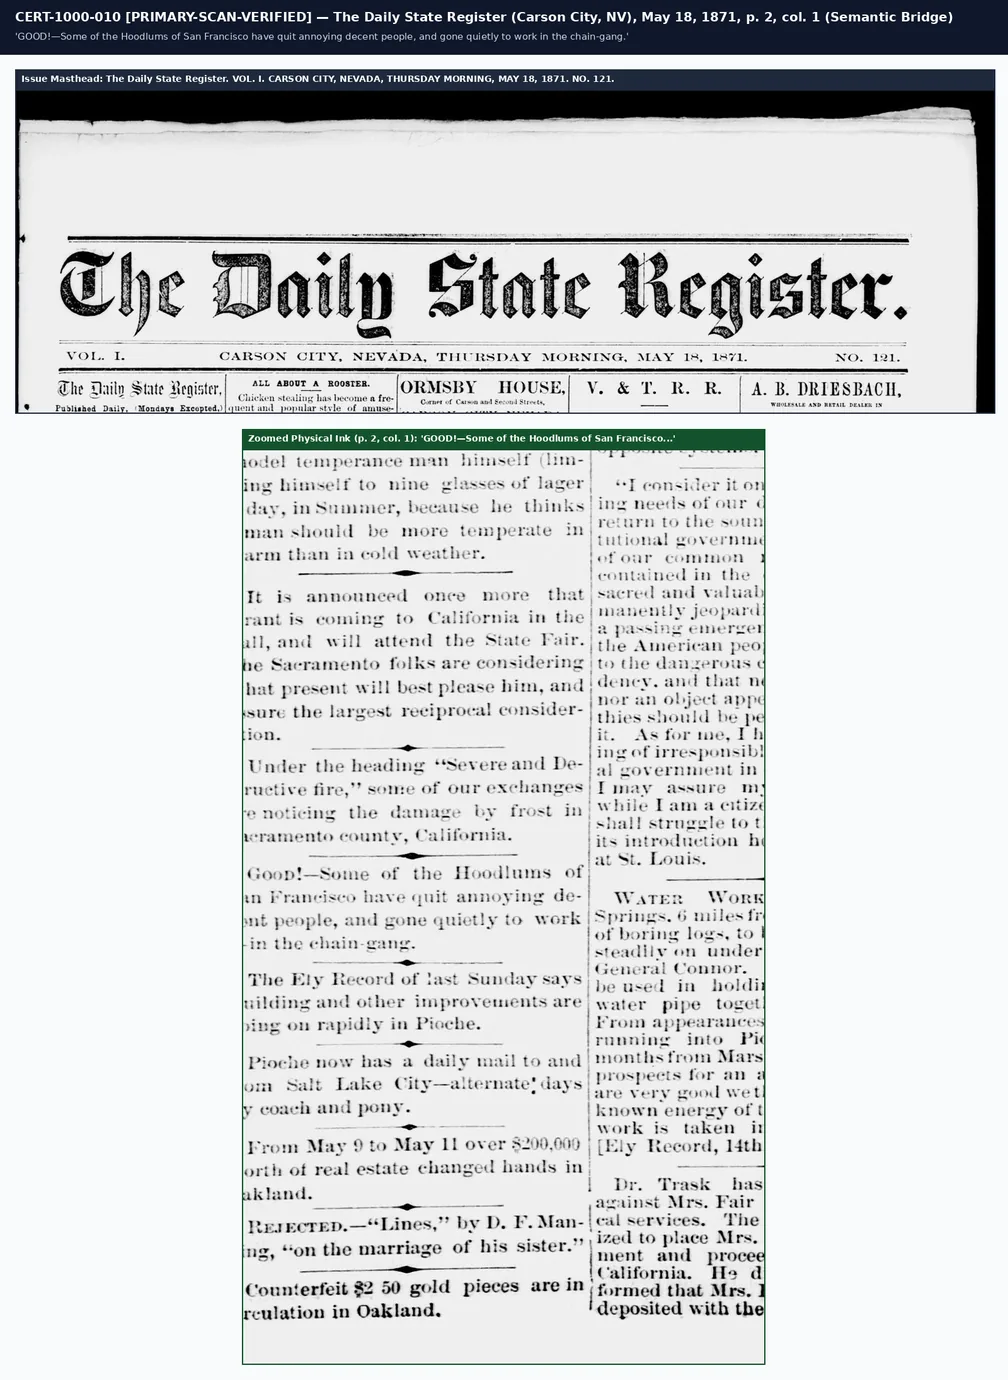 CERT-1000-010 [PRIMARY-SCAN-VERIFIED] — The Daily State Register (Carson City, NV), May 18, 1871, p. 2, col. 1 (Semantic Bridge)
'GOOD!—Some of the Hoodlums of San Francisco have quit annoying decent people, and gone quietly to work in the chain-gang.'
Issue Masthead: The Daily State Register. VOL. I. CARSON CITY, NEVADA, THURSDAY MORNING, MAY 18, 1871. NO. 121.
The Daily State Register.
VOL. I. CARSON CITY, NEVADA, THURSDAY MORNING, MAY 18, 1871. NO. 121.
The Daily State Register,
Published Daily, (Mondays Excepted,)
ALL ABOUT A ROOSTER.
Chicken stealing has become a fre-
quent and popular style of amuse-
ORMSBY HOUSE,
Corner of Carson and Second Streets,
V. & T. R. R.
A. B. DRIESBACH,
WHOLESALE AND RETAIL DEALER IN
Zoomed Physical Ink (p. 2, col. 1): 'GOOD!—Some of the Hoodlums of San Francisco...'
odel temperance man himself (lim-
ing himself to nine glasses of lager
day, in Summer, because he thinks
man should be more temperate in
arm than in cold weather.
It is announced once more that
rant is coming to California in the
all, and will attend the State Fair.
he Sacramento folks are considering
hat present will best please him, and
sure the largest reciprocal consider-
ion.
Under the heading “Severe and De-
ructive fire,” some of our exchanges
e noticing the damage by frost in
cramento county, California.
GOOD!—Some of the Hoodlums of
an Francisco have quit annoying de-
nt people, and gone quietly to work
in the chain-gang.
The Ely Record of last Sunday says
uilding and other improvements are
ing on rapidly in Pioche.
Pioche now has a daily mail to and
om Salt Lake City—alternate days
y coach and pony.
From May 9 to May 11 over $200,000
orth of real estate changed hands in
akland.
REJECTED.—“Lines,” by D. F. Man-
ng, “on the marriage of his sister.”
Counterfeit $2 50 gold pieces are in
rculation in Oakland.
“I consider it on
ing needs of our
return to the soun
tutional governme
of our common
contained in the
sacred and valuab
manently jeopard
a passing emerger
the American peo
to the dangerous
dency, and that n
nor an object appe
thies should be pe
it. As for me, I h
ing of irresponsib
al government in
I may assure my
while I am a citize
shall struggle to t
its introduction he
at St. Louis.
WATER WORK
Springs, 6 miles fr
of boring logs, to
steadily on under
General Connor.
be used in holdi
water pipe toget
From appearances
running into Pi
months from Mars
prospects for an a
are very good wet
known energy of t
work is taken i
[Ely Record, 14th
Dr. Trask has
against Mrs. Fair
cal services. The
ized to place Mrs.
ment and procee
California. He d
formed that Mrs.
deposited with the